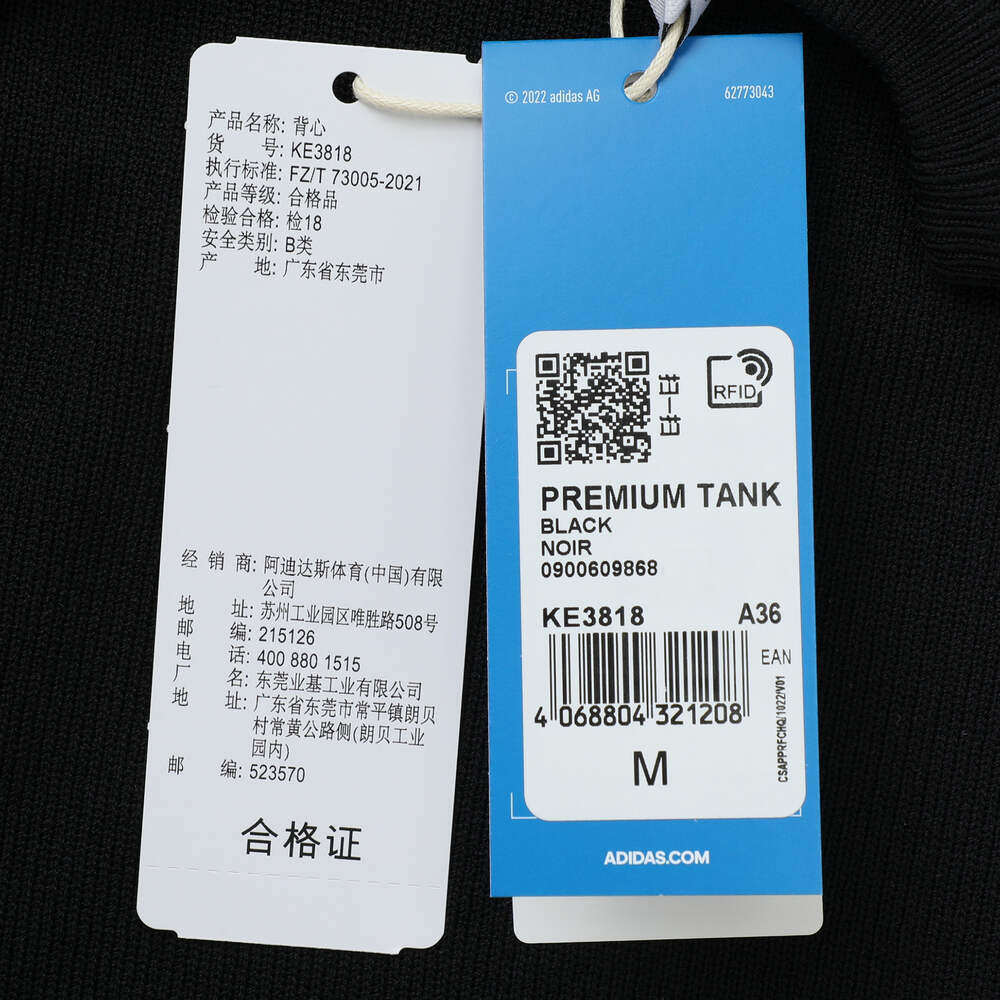 产品名称: 背心
货 号: KE3818
执行标准: FZ/T 73005-2021
产品等级: 合格品
检验合格: 检18
安全类别: B类
产 地: 广东省东莞市
经 销 商: 阿迪达斯体育(中国)有限
公司
地 址: 苏州工业园区唯胜路508号
邮 编: 215126
电 话: 400 880 1515
厂 名: 东莞业基工业有限公司
地 址: 广东省东莞市常平镇朗贝
村常黄公路侧(朗贝工业
园内)
邮 编: 523570
合格证
© 2022 adidas AG
62773043
扫一扫
RFID
PREMIUM TANK
BLACK
NOIR
0900609868
KE3818 A36
EAN
4 068804 321208
CSAPPRFCHQ/1022/V01
M
ADIDAS.COM